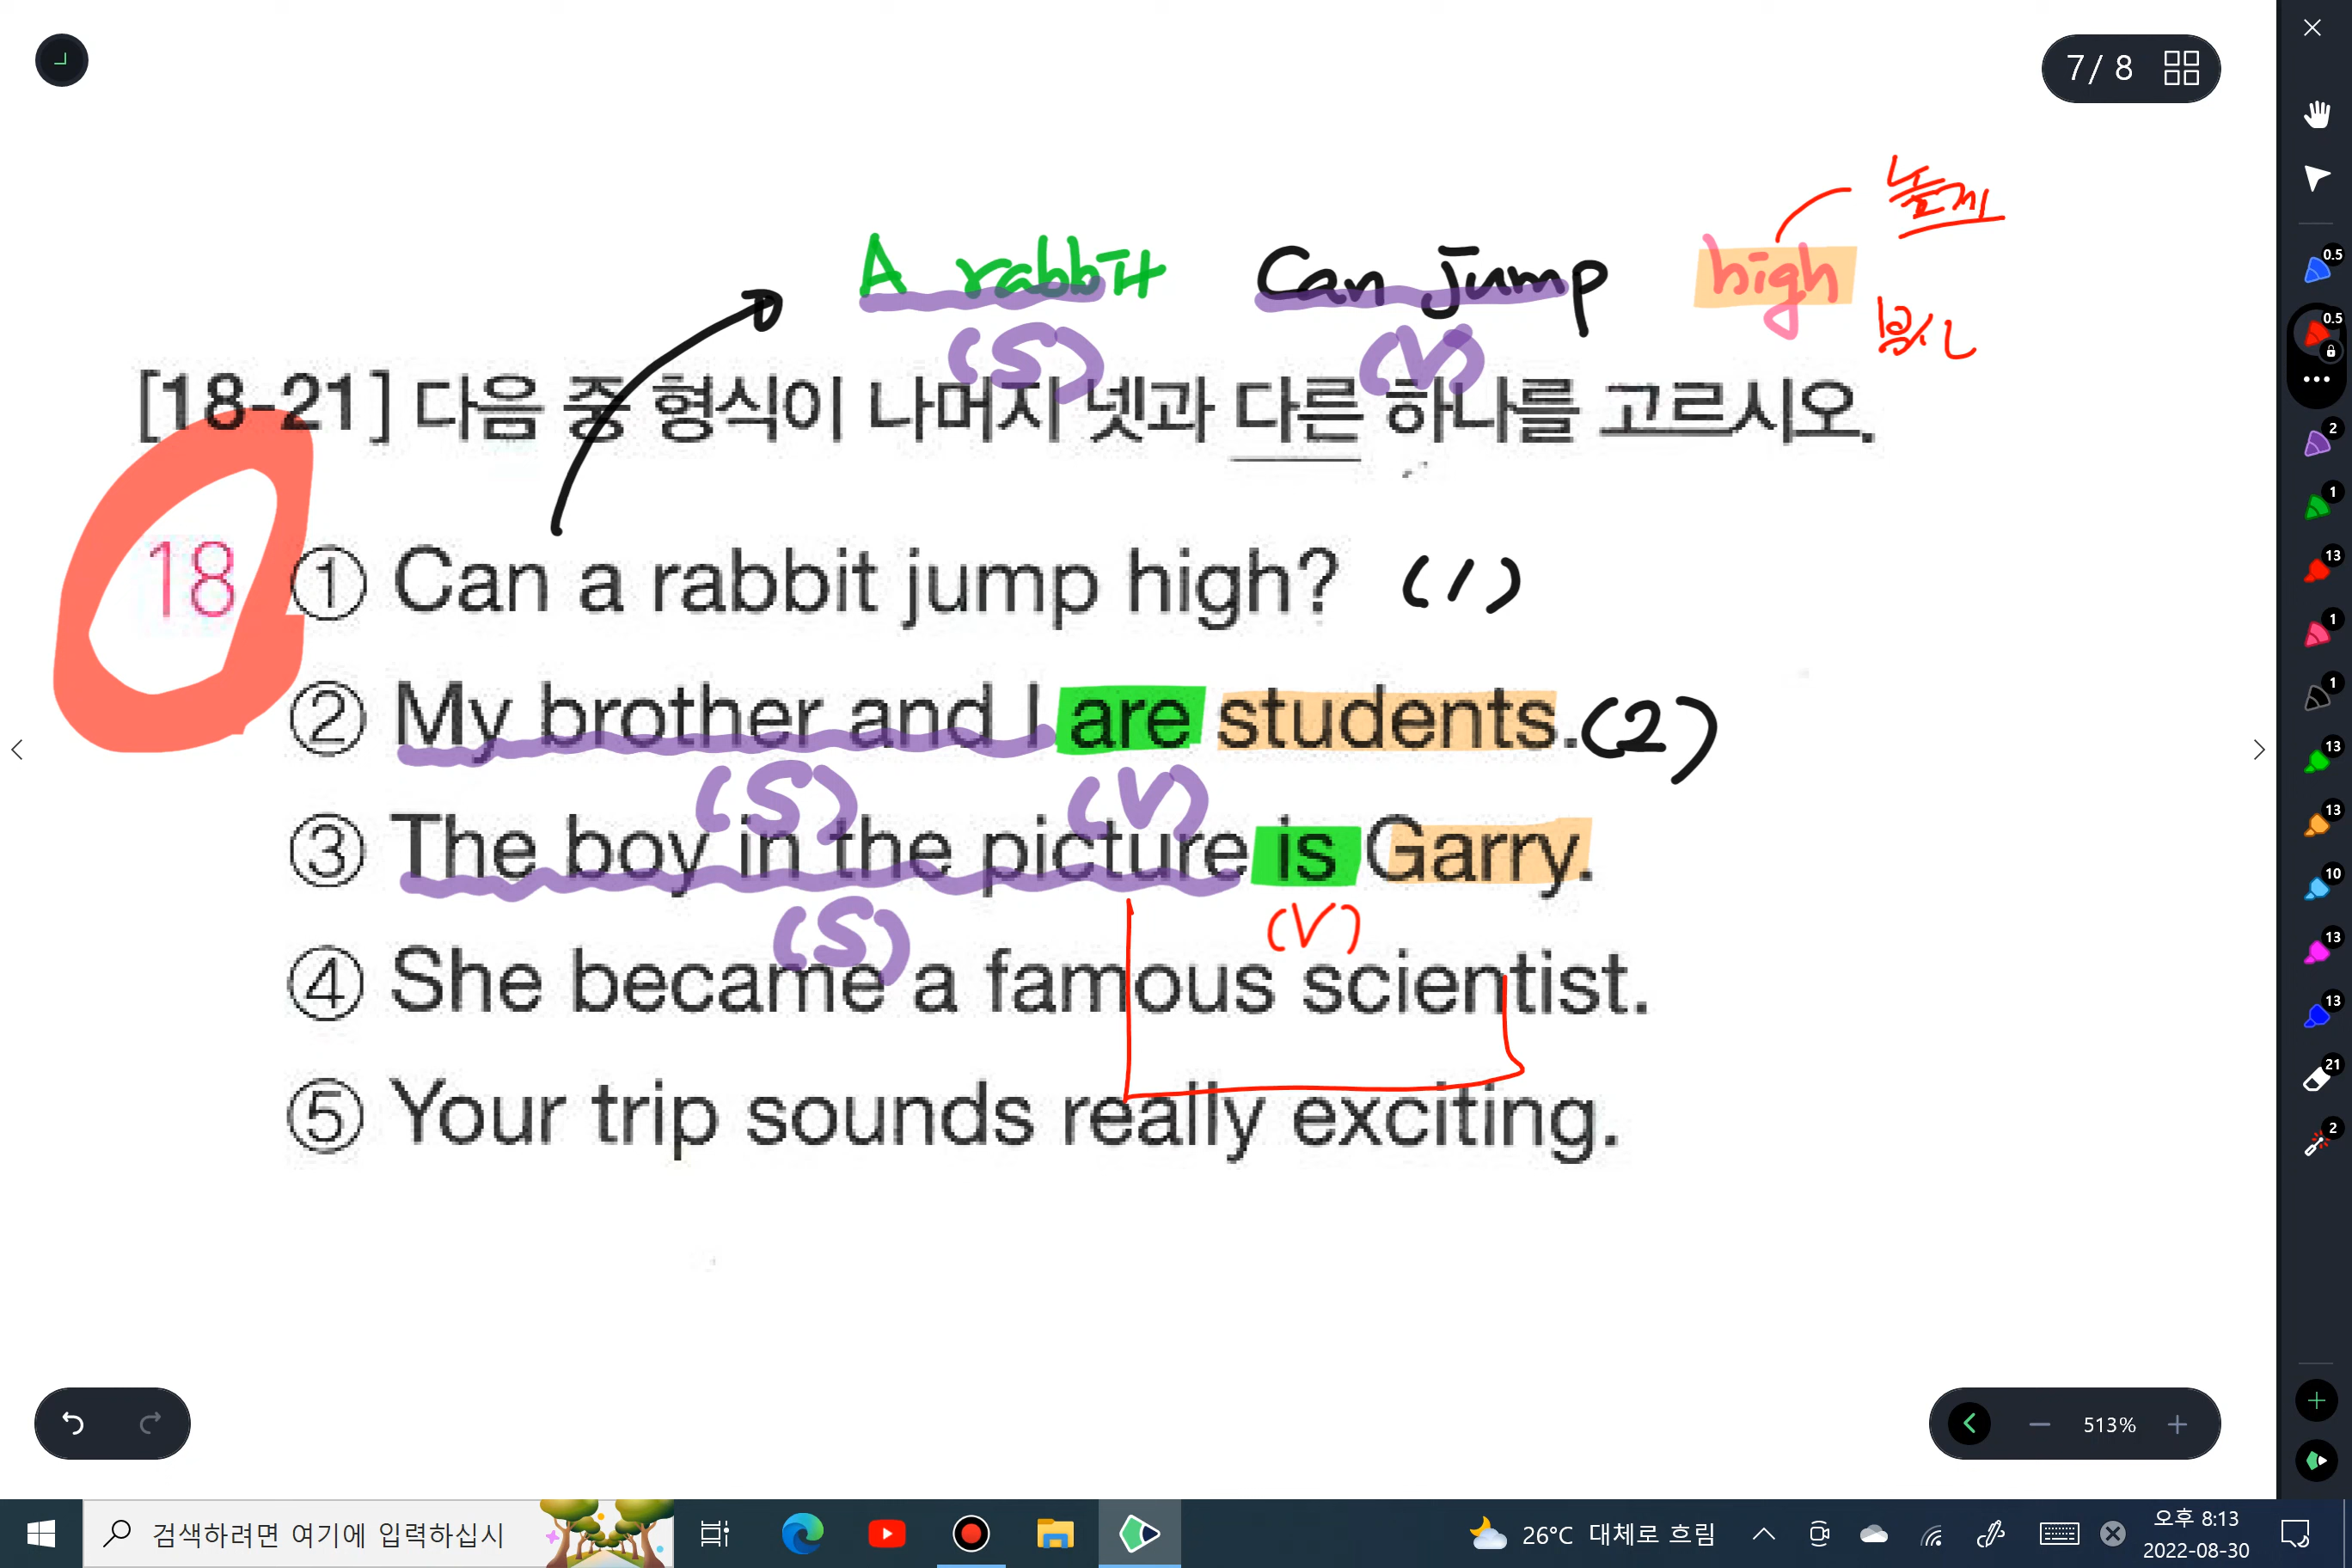 7/ 8
A rabbit Can jump high 높게
(S) (V)
[18-21] 다음 중 형식이 나머지 넷과 다른 하나를 고르시오.
18 ① Can a rabbit jump high? (1)
② My brother and I are students. (2)
(S) (V)
③ The boy in the picture is Garry.
(S) (V)
④ She became a famous scientist.
⑤ Your trip sounds really exciting.
0.5
0.5
2
1
13
1
1
13
13
10
13
13
21
2
513%
검색하려면 여기에 입력하십시
26°C 대체로 흐림
오후 8:13
2022-08-30